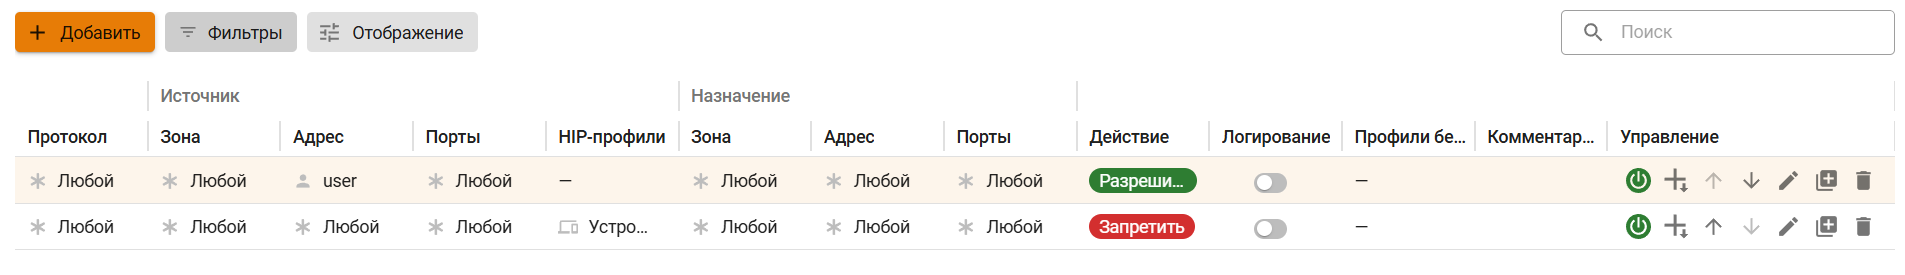 Добавить Фильтры Отображение Поиск
Источник Назначение
Протокол Зона Адрес Порты HIP-профили Зона Адрес Порты Действие Логирование Профили бе... Комментар... Управление
Любой Любой user Любой — Любой Любой Любой Разреши... —
Любой Любой Любой Любой Устро... Любой Любой Любой Запретить —